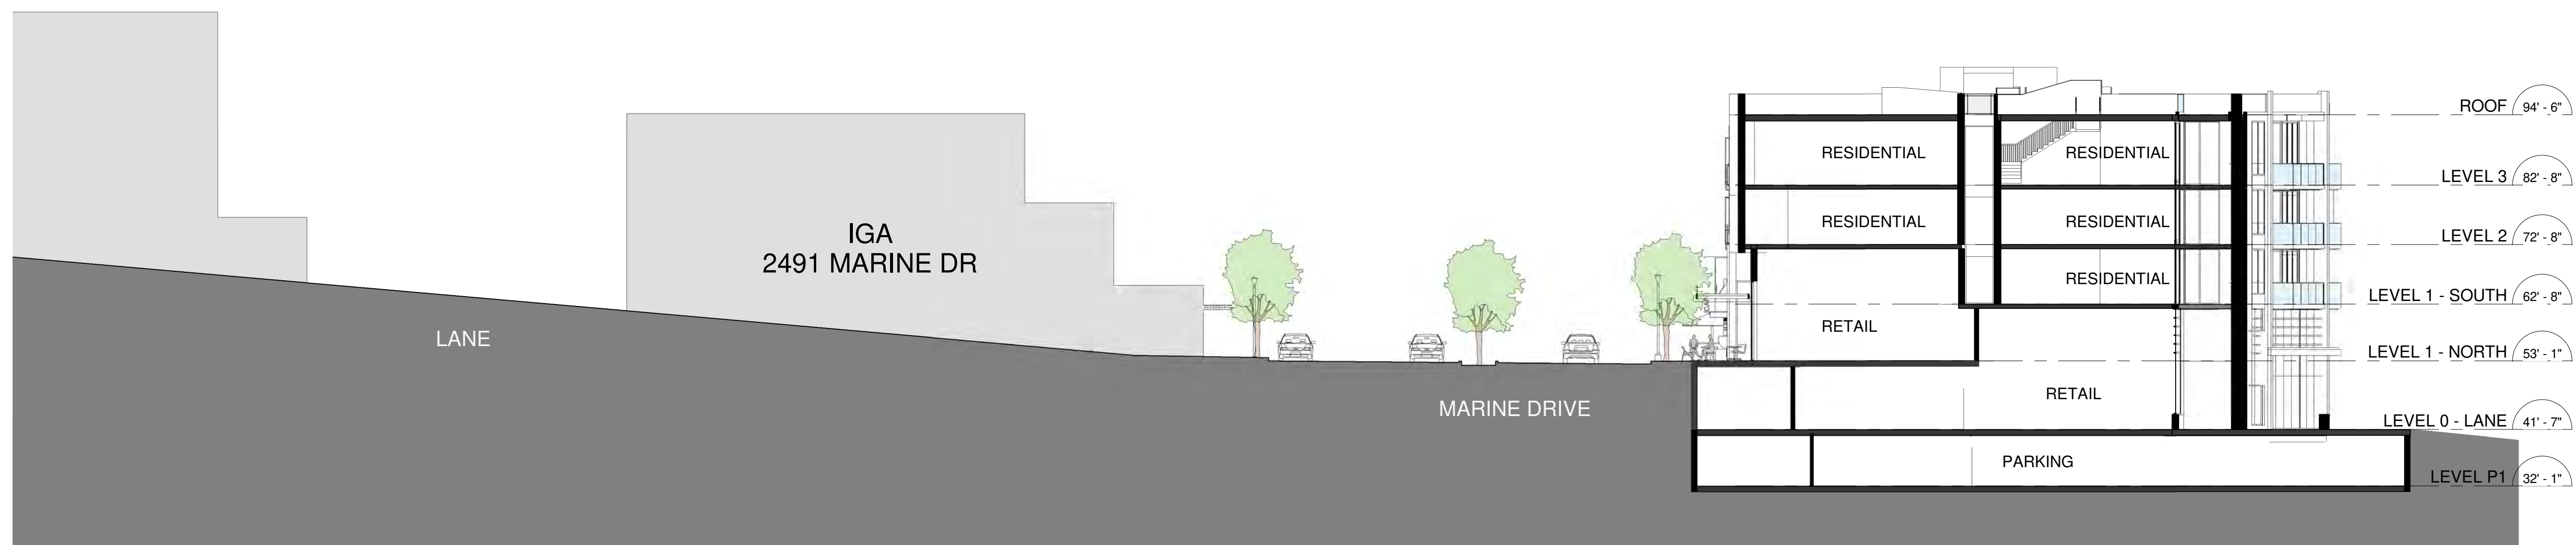 ROOF 94' - 6"
RESIDENTIAL RESIDENTIAL
LEVEL 3 82' - 8"
RESIDENTIAL RESIDENTIAL
IGA
LEVEL 2 72' - 8"
2491 MARINE DR
RESIDENTIAL
LEVEL 1 - SOUTH 62' - 8"
RETAIL
LANE
LEVEL 1 - NORTH 53' - 1"
RETAIL
MARINE DRIVE
LEVEL 0 - LANE 41' - 7"
PARKING
LEVEL P1 32' - 1"